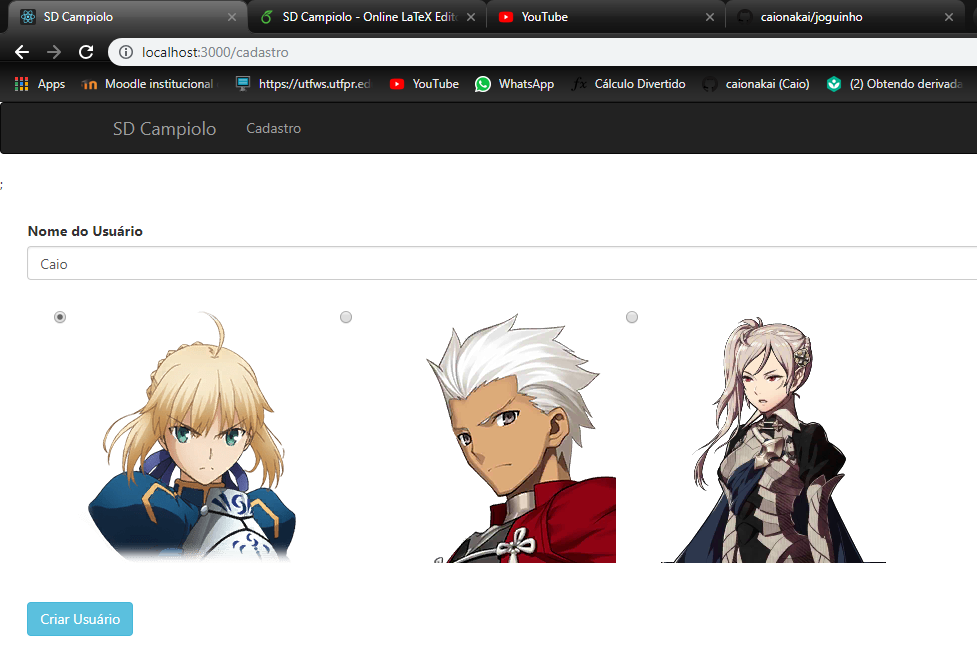 SD Campiolo
SD Campiolo - Online LaTeX Edit
YouTube
caionakai/joguinho
localhost:3000/cadastro
Apps
Moodle institucional
https://utfws.utfpr.ed
YouTube
WhatsApp
fx Cálculo Divertido
caionakai (Caio)
(2) Obtendo derivada
SD Campiolo
Cadastro
;
Nome do Usuário
Caio
Criar Usuário